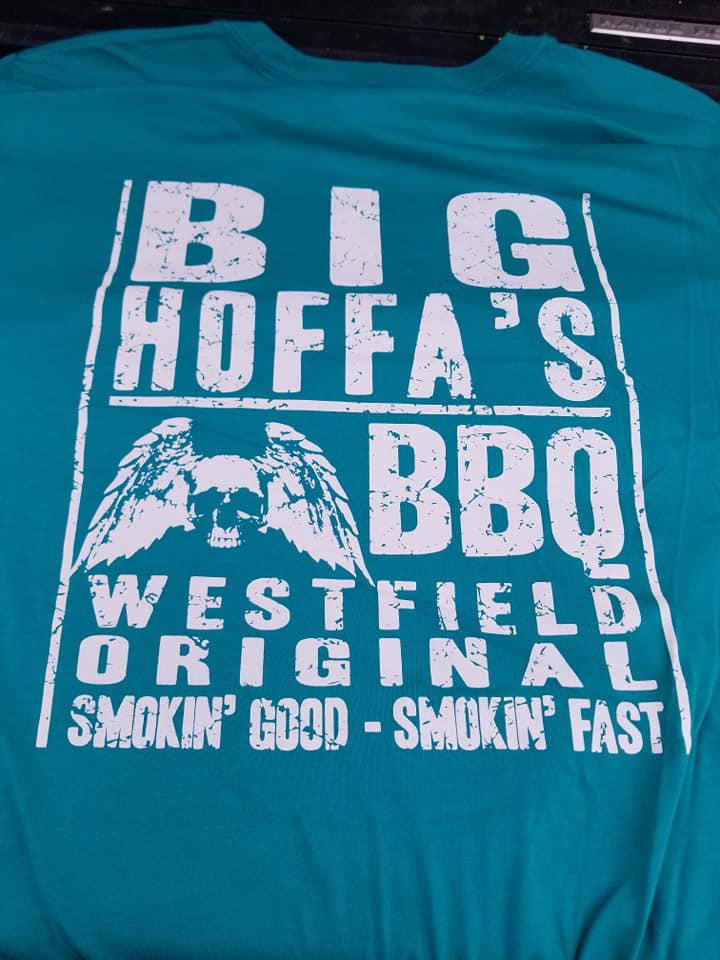 BIG
HOFFA'S
BBQ
WESTFIELD
ORIGINAL
SMOKIN' GOOD - SMOKIN' FAST